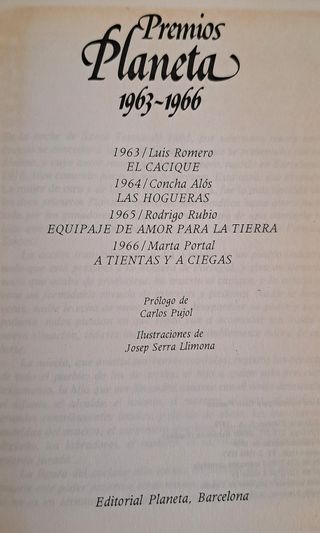 Premios
Planeta
1963~1966
1963/Luis Romero
EL CACIQUE
1964/Concha Alós
LAS HOGUERAS
1965/Rodrigo Rubio
EQUIPAJE DE AMOR PARA LA TIERRA
1966/Marta Portal
A TIENTAS Y A CIEGAS
Prólogo de
Carlos Pujol
Ilustraciones de
Josep Serra Llimona
Editorial Planeta, Barcelona